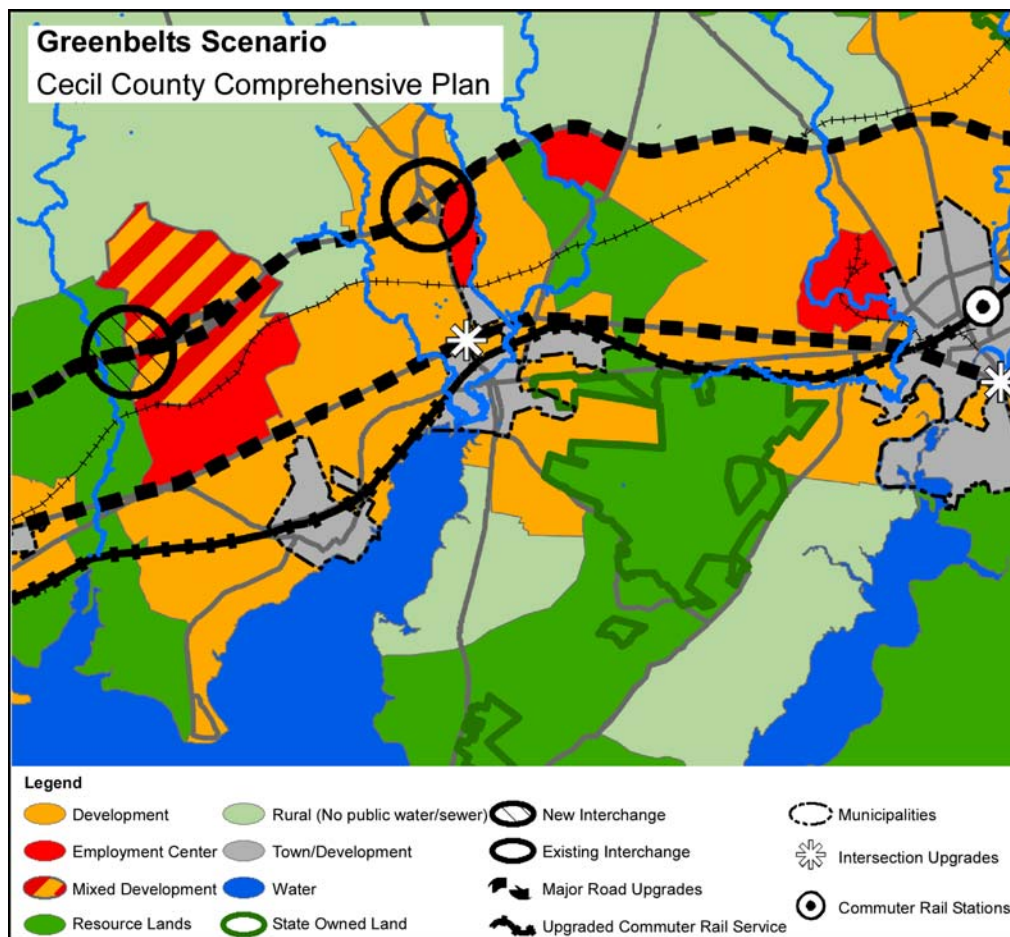 Greenbelts Scenario
Cecil County Comprehensive Plan
Legend
Development
Employment Center
Mixed Development
Resource Lands
Rural (No public water/sewer)
Town/Development
Water
State Owned Land
New Interchange
Existing Interchange
Major Road Upgrades
Upgraded Commuter Rail Service
Municipalities
Intersection Upgrades
Commuter Rail Stations